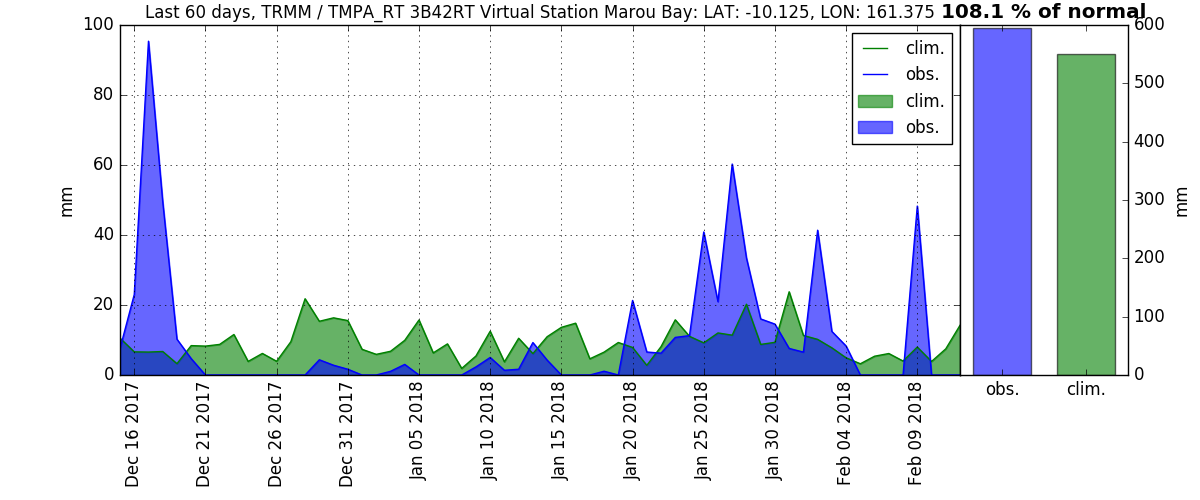 Last 60 days, TRMM / TMPA_RT 3B42RT Virtual Station Marou Bay: LAT: -10.125, LON: 161.375 108.1 % of normal
100
80
60
40
20
0
mm
clim.
obs.
clim.
obs.
600
500
400
300
200
100
0
mm
obs.
clim.
Dec 16 2017
Dec 21 2017
Dec 26 2017
Dec 31 2017
Jan 05 2018
Jan 10 2018
Jan 15 2018
Jan 20 2018
Jan 25 2018
Jan 30 2018
Feb 04 2018
Feb 09 2018